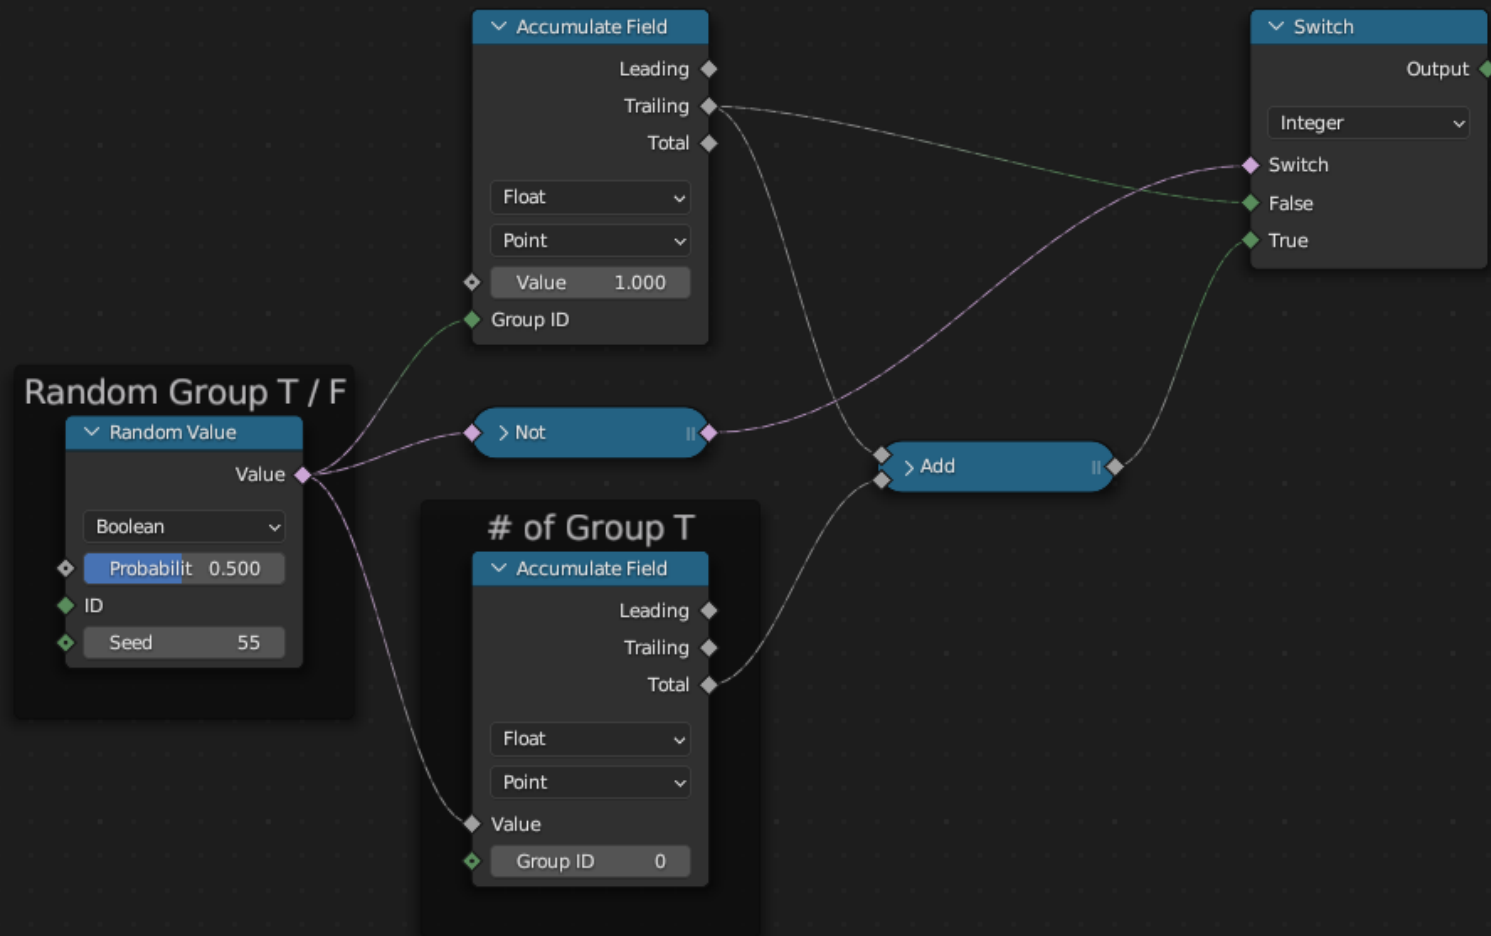 Accumulate Field
Leading
Trailing
Total
Float
Point
Value 1.000
Group ID
Switch
Output
Integer
Switch
False
True
Random Group T / F
Random Value
Value
Boolean
Probabilit 0.500
ID
Seed 55
Not
Add
# of Group T
Accumulate Field
Leading
Trailing
Total
Float
Point
Value
Group ID 0